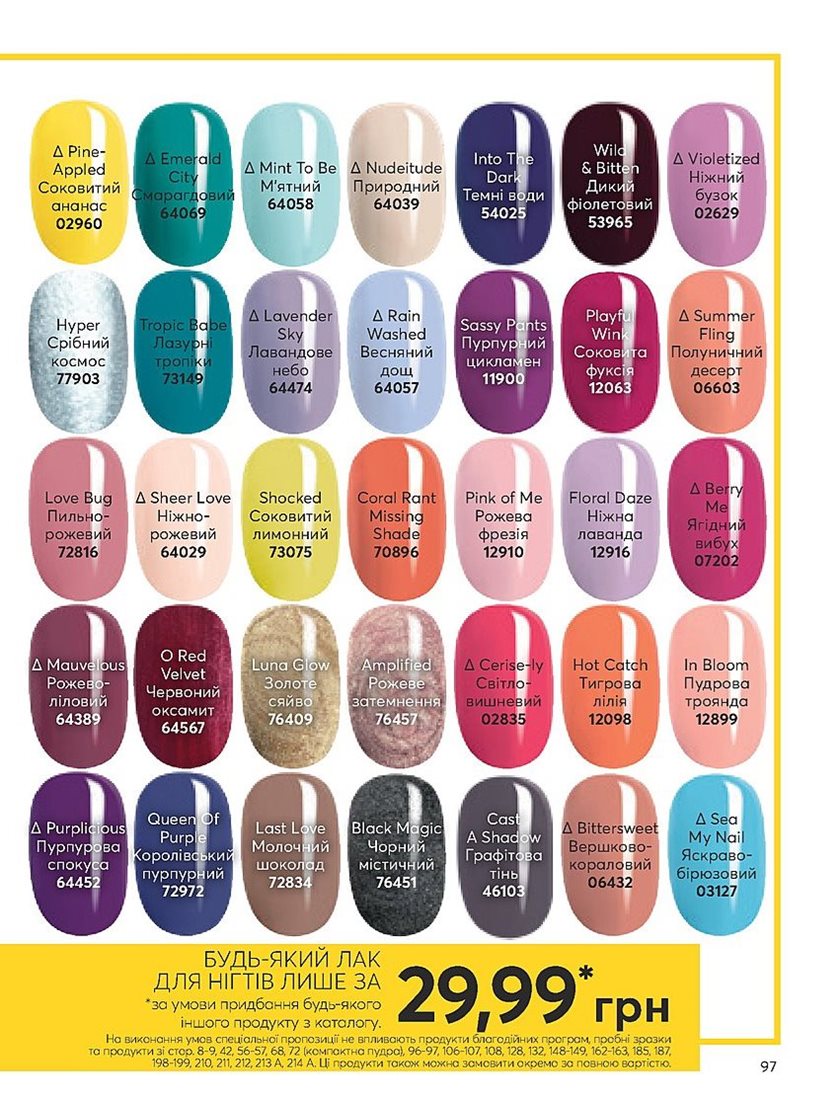 Δ Pine-
Appled
Соковитий
ананас
02960
Δ Emerald
City
Смарагдовий
64069
Δ Mint To Be
М'ятний
64058
Δ Nudeitude
Природний
64039
Into The
Dark
Темні води
54025
Wild
& Bitten
Дикий
фіолетовий
53965
Δ Violetized
Ніжний
бузок
02629
Hyper
Срібний
космос
77903
Tropic Babe
Лазурні
тропіки
73149
Δ Lavender
Sky
Лавандове
небо
64474
Δ Rain
Washed
Весняний
дощ
64057
Sassy Pants
Пурпурний
цикламен
11900
Playful
Wink
Соковита
фуксія
12063
Δ Summer
Fling
Полуничний
десерт
06603
Love Bug
Пильно-
рожевий
72816
Δ Sheer Love
Ніжно-
рожевий
64029
Shocked
Соковитий
лимонний
73075
Coral Rant
Missing
Shade
70896
Pink of Me
Рожева
фрезія
12910
Floral Daze
Ніжна
лаванда
12916
Δ Berry
Me
Ягідний
вибух
07202
Δ Mauvelous
Рожево-
ліловий
64389
O Red
Velvet
Червоний
оксамит
64567
Luna Glow
Золоте
сяйво
76409
Amplified
Рожеве
затемнення
76457
Δ Cerise-ly
Світло-
вишневий
02835
Hot Catch
Тигрова
лілія
12098
In Bloom
Пудрова
троянда
12899
Δ Purplicious
Пурпурова
спокуса
64452
Queen Of
Purple
Королівський
пурпурний
72972
Last Love
Молочний
шоколад
72834
Black Magic
Чорний
містичний
76451
Cast
A Shadow
Графітова
тінь
46103
Δ Bittersweet
Вершково-
кораловий
06432
Δ Sea
My Nail
Яскраво-
бірюзовий
03127
БУДЬ-ЯКИЙ ЛАК
ДЛЯ НІГТІВ ЛИШЕ ЗА
29,99* грн
*за умови придбання будь-якого
іншого продукту з каталогу.
На виконання умов спеціальної пропозиції не впливають продукти благодійних програм, пробні зразки
та продукти зі стор. 8-9, 42, 56-57, 68, 72 (компактна пудра), 96-97, 106-107, 108, 128, 132, 148-149, 162-163, 185, 187,
198-199, 210, 211, 212, 213 А, 214 А. Ці продукти також можна замовити окремо за повною вартістю.
97